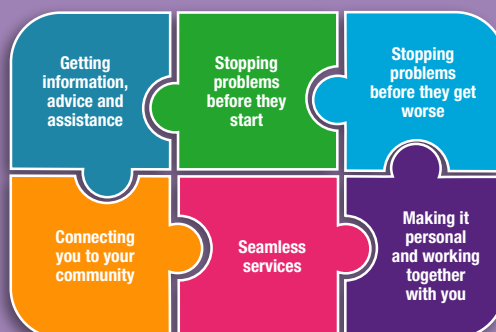 Getting
information,
advice and
assistance
Stopping
problems
before they
start
Stopping
problems
before they get
worse
Connecting
you to your
community
Seamless
services
Making it
personal
and working
together
with you